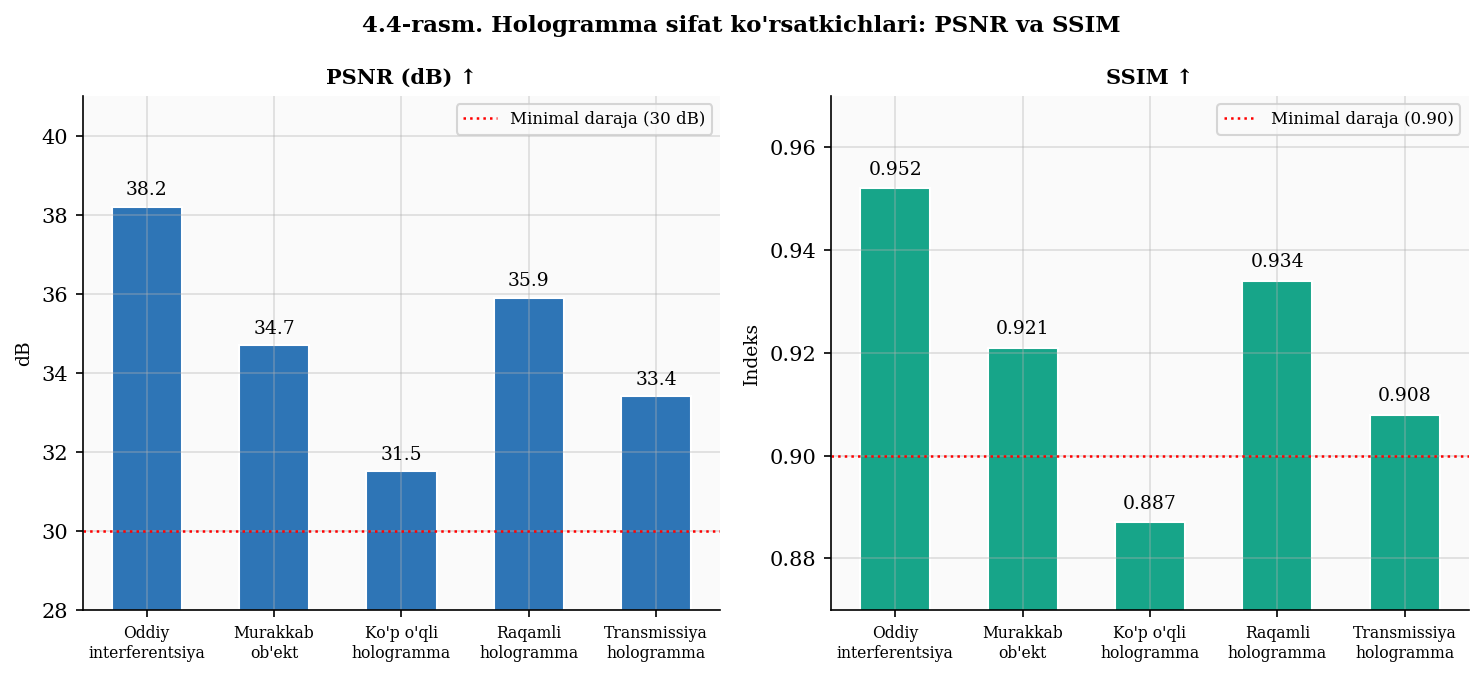 4.4-rasm. Hologramma sifat ko'rsatkichlari: PSNR va SSIM
PSNR (dB) ↑
Minimal daraja (30 dB)
40
38
36
34
32
30
28
dB
38.2
34.7
31.5
35.9
33.4
Oddiy
interferentsiya
Murakkab
ob'ekt
Ko'p o'qli
hologramma
Raqamli
hologramma
Transmissiya
hologramma
SSIM ↑
Minimal daraja (0.90)
0.96
0.94
0.92
0.90
0.88
Indeks
0.952
0.921
0.887
0.934
0.908
Oddiy
interferentsiya
Murakkab
ob'ekt
Ko'p o'qli
hologramma
Raqamli
hologramma
Transmissiya
hologramma